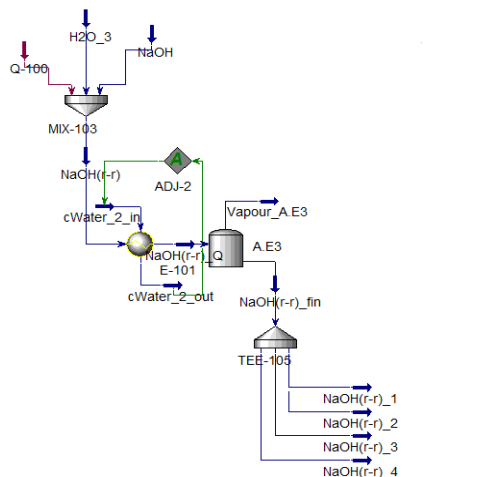 H2O_3
NaOH
Q-100
MIX-103
NaOH(r-r)
A
ADJ-2
cWater_2_in
Vapour_A.E3
A.E3
NaOH(r-r)_Q
E-101
cWater_2_out
NaOH(r-r)_fin
TEE-105
NaOH(r-r)_1
NaOH(r-r)_2
NaOH(r-r)_3
NaOH(r-r)_4